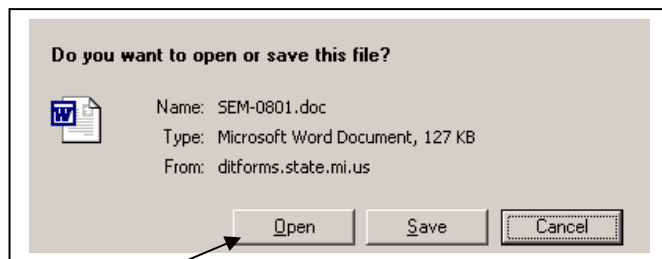 Do you want to open or save this file?
Name: SEM-0801.doc
Type: Microsoft Word Document, 127 KB
From: ditforms.state.mi.us
Open Save Cancel